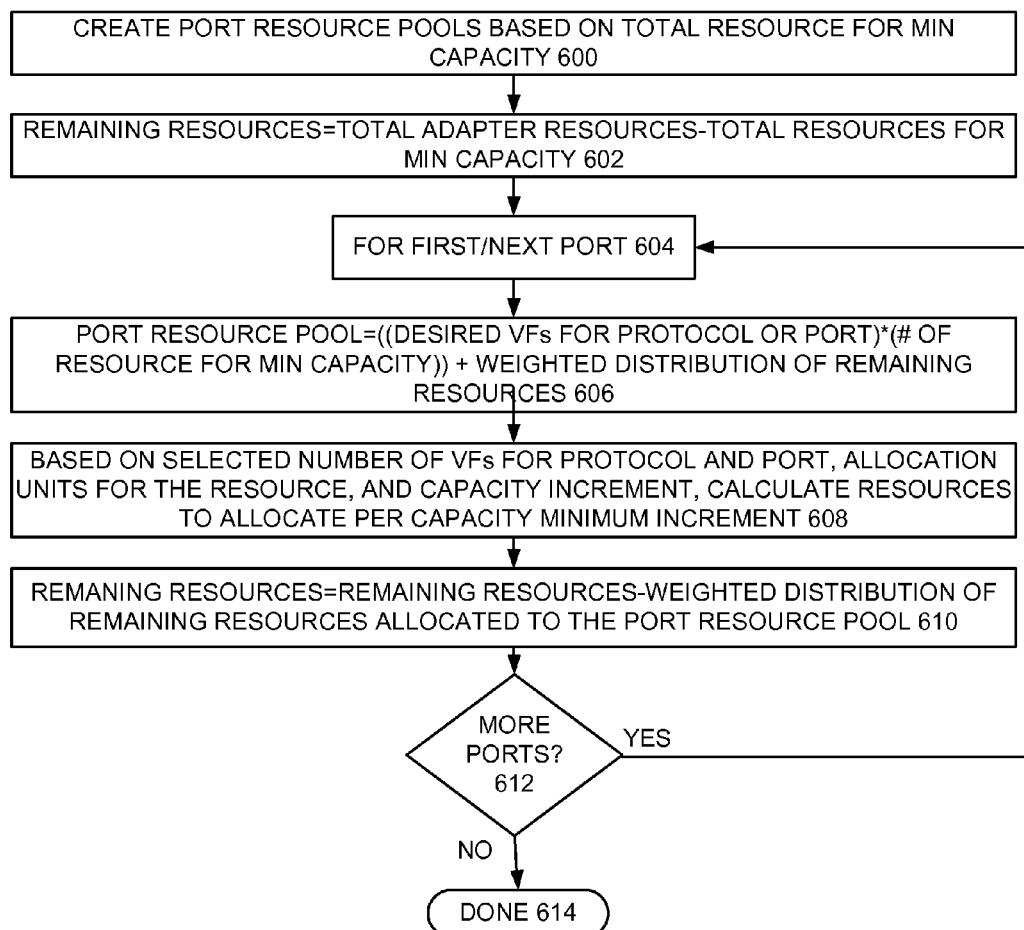 CREATE PORT RESOURCE POOLS BASED ON TOTAL RESOURCE FOR MIN
CAPACITY 600
REMAINING RESOURCES=TOTAL ADAPTER RESOURCES-TOTAL RESOURCES FOR
MIN CAPACITY 602
FOR FIRST/NEXT PORT 604
PORT RESOURCE POOL=((DESIRED VFs FOR PROTOCOL OR PORT)*(# OF
RESOURCE FOR MIN CAPACITY)) + WEIGHTED DISTRIBUTION OF REMAINING
RESOURCES 606
BASED ON SELECTED NUMBER OF VFs FOR PROTOCOL AND PORT, ALLOCATION
UNITS FOR THE RESOURCE, AND CAPACITY INCREMENT, CALCULATE RESOURCES
TO ALLOCATE PER CAPACITY MINIMUM INCREMENT 608
REMANING RESOURCES=REMAINING RESOURCES-WEIGHTED DISTRIBUTION OF
REMAINING RESOURCES ALLOCATED TO THE PORT RESOURCE POOL 610
MORE
PORTS?
612
YES
NO
DONE 614